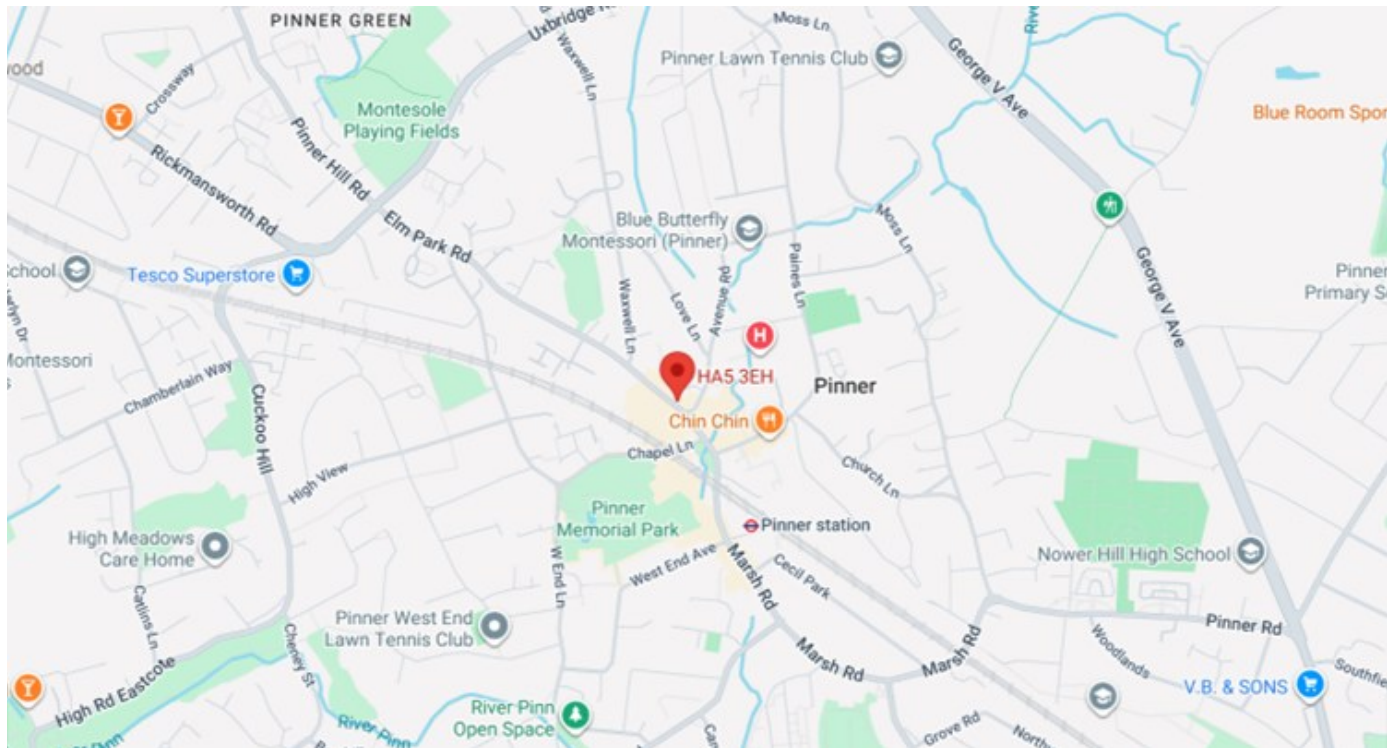 PINNER GREEN
Uxbridge R
Moss Ln
River
wood
Crossway
Waxwell Ln
Pinner Lawn Tennis Club
George V Ave
Blue Room Spor
Montesole
Playing Fields
Pinner Hill Rd
Rickmansworth Rd
Elm Park Rd
Blue Butterfly
Montessori (Pinner)
Moss Ln
Paines Ln
George V Ave
School
Tesco Superstore
Pinner
Primary S
Waxwell Ln
Love Ln
Avenue Rd
H
rlyn Dr
Montessori
Chamberlain Way
HA5 3EH
Pinner
Cuckoo Hill
Chin Chin
Chapel Ln
High View
Church Ln
Pinner
Memorial Park
Pinner station
High Meadows
Care Home
Nower Hill High School
West End Ave
W End Ln
Marsh Rd
Cecil Park
Catlins Ln
Cheney St
Pinner West End
Lawn Tennis Club
Pinner Rd
Marsh Rd
Marsh Rd
Woodlands
Southfie
High Rd Eastcote
V.B. & SONS
River Pinn
River Pinn
Open Space
Grove Rd